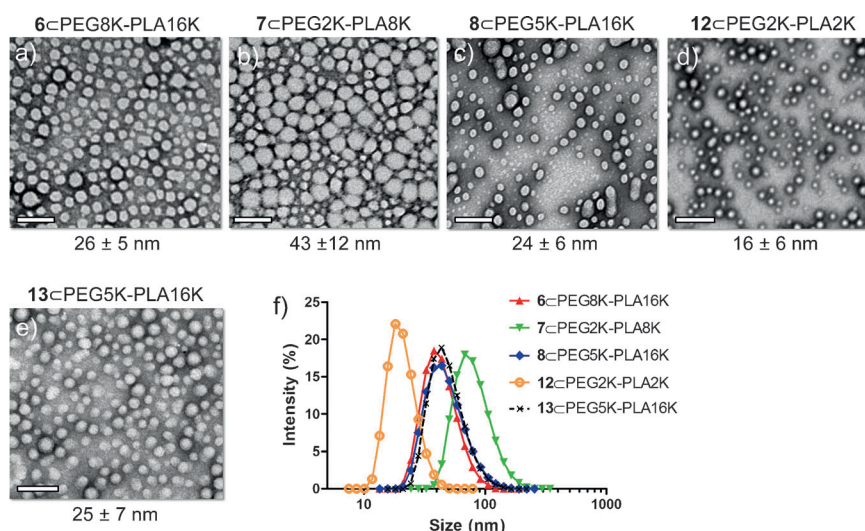 6⊂PEG8K-PLA16K 7⊂PEG2K-PLA8K 8⊂PEG5K-PLA16K 12⊂PEG2K-PLA2K
a) b) c) d)
26 ± 5 nm 43 ±12 nm 24 ± 6 nm 16 ± 6 nm
13⊂PEG5K-PLA16K
e)
25 ± 7 nm
f)
Intensity (%)
25
20
15
10
5
0
10 100 1000
Size (nm)
6⊂PEG8K-PLA16K
7⊂PEG2K-PLA8K
8⊂PEG5K-PLA16K
12⊂PEG2K-PLA2K
13⊂PEG5K-PLA16K